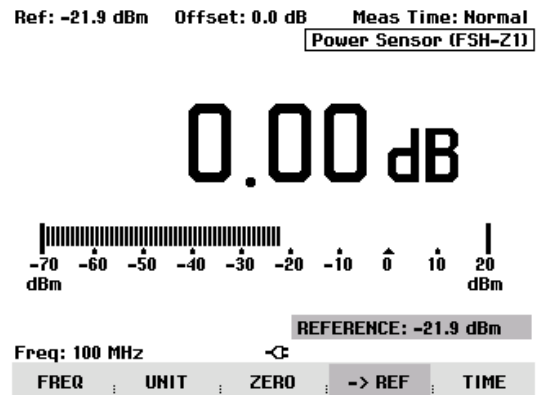 Ref: -21.9 dBm Offset: 0.0 dB Meas Time: Normal
Power Sensor (FSH-Z1)
0.00 dB
-70 -60 -50 -40 -30 -20 -10 0 10 20
dBm dBm
REFERENCE: -21.9 dBm
Freq: 100 MHz
FREQ UNIT ZERO -> REF TIME